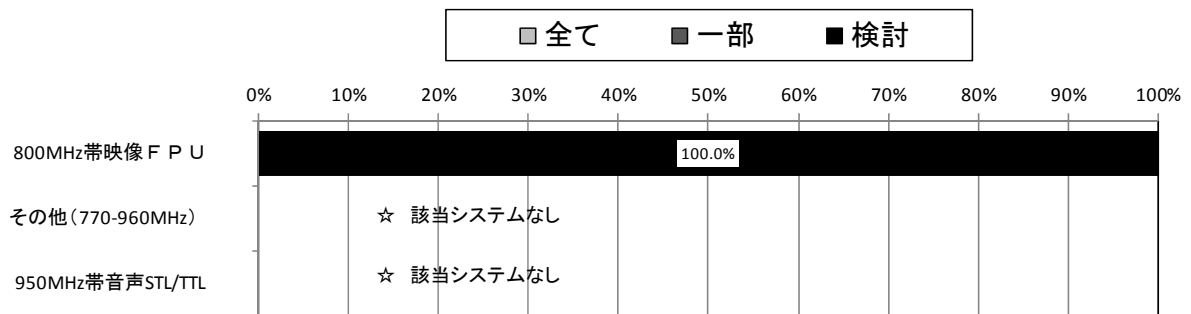 全て 一部 検討
0% 10% 20% 30% 40% 50% 60% 70% 80% 90% 100%
800MHz帯映像FPU 100.0%
その他(770-960MHz) ☆ 該当システムなし
950MHz帯音声STL/TTL ☆ 該当システムなし